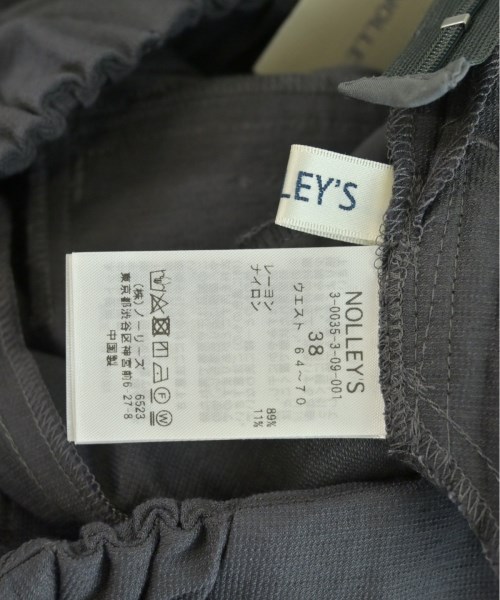 LEY'S
NOLLEY'S
3-0035-3-09-001
38
ウエスト 64~70
レーヨン 89%
ナイロン 11%
(株)ノーリーズ 6523
東京都渋谷区神宮前6 27-8
中国製